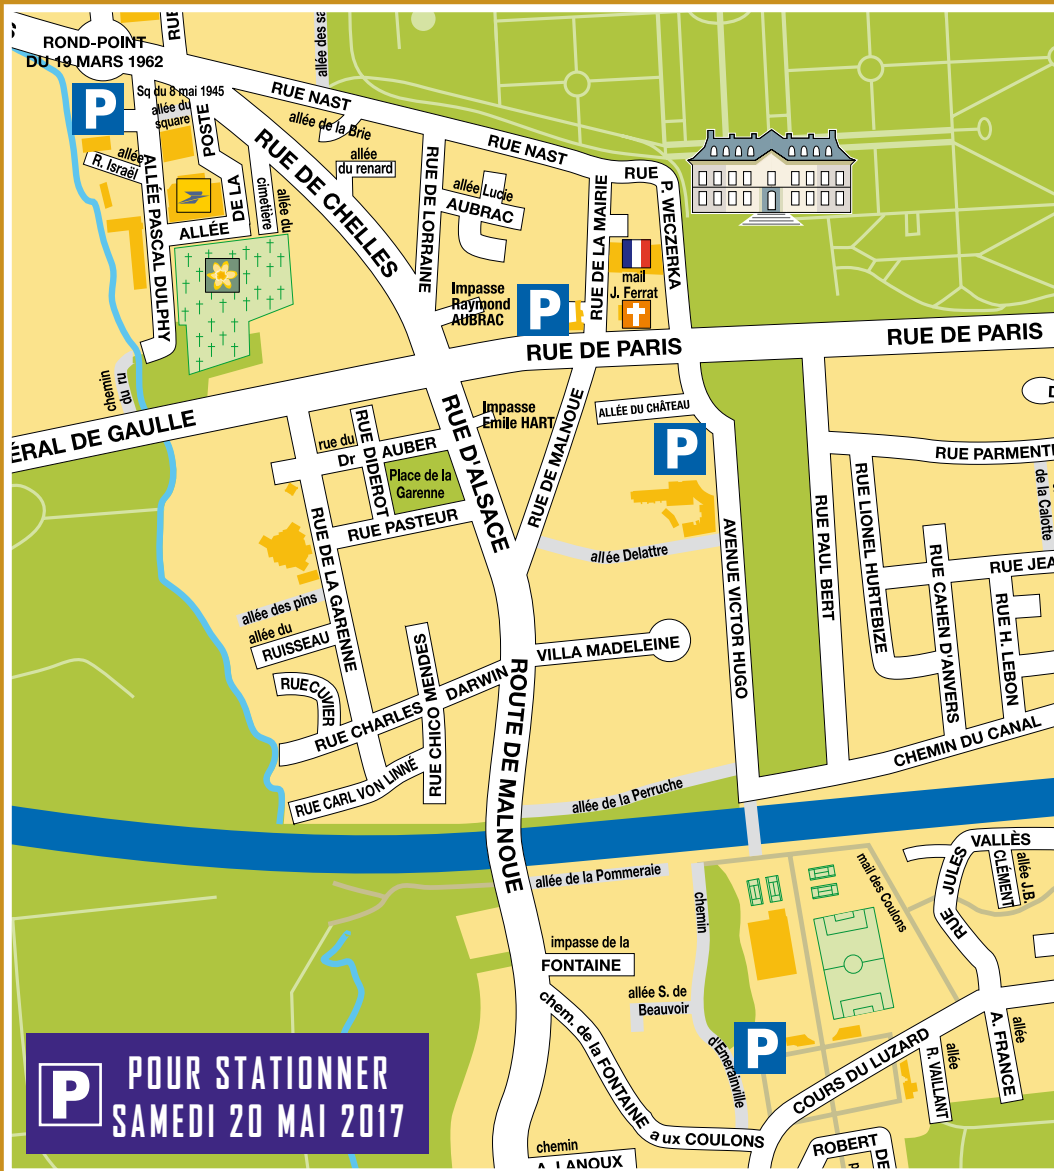 ROND-POINT
DU 19 MARS 1962
RUE
allée des
P
Sq du 8 mai 1945
allée du
square
POSTE
DE LA
ALLÉE
allée
R. Israël
ALLÉE PASCAL DULPHY
allée du
cimetière
RUE NAST
allée de la Brie
allée
du renard
RUE DE CHELLES
RUE DE LORRAINE
allée Lucie
AUBRAC
RUE NAST
RUE DE LA MAIRIE
RUE P. WECZERKA
mail
J. Ferrat
Impasse
Raymond
AUBRAC
P
RUE DE PARIS
RUE DE PARIS
chemin
du ru
ÉRAL DE GAULLE
Impasse
Emile HART
RUE D'ALSACE
RUE DE MALNOUE
ALLÉE DU CHÂTEAU
P
rue du
Dr AUBER
RUE DIDEROT
Place de la
Garenne
RUE PASTEUR
RUE DE LA GARENNE
allée Delattre
AVENUE VICTOR HUGO
RUE PAUL BERT
RUE LIONEL HURTEBIZE
RUE PARMENT
de la Calotte
RUE CAHEN D'ANVERS
RUE JEA
RUE H. LEBON
CHEMIN DU CANAL
allée des pins
allée du
RUISSEAU
RUE CUVIER
RUE CHARLES DARWIN
RUE CHICO MENDES
RUE CARL VON LINNÉ
VILLA MADELEINE
ROUTE DE MALNOUE
allée de la Perruche
allée de la Pommeraie
chemin
d'Emerainville
mail des Coulons
RUE JULES
VALLÈS
allée J.B.
CLÉMENT
impasse de la
FONTAINE
allée S. de
Beauvoir
chem. de la FONTAINE aux COULONS
P
COURS DU LUZARD
allée
R. VAILLANT
allée
A. FRANCE
chemin
A. LANOUX
ROBERT
DE
P
POUR STATIONNER
SAMEDI 20 MAI 2017